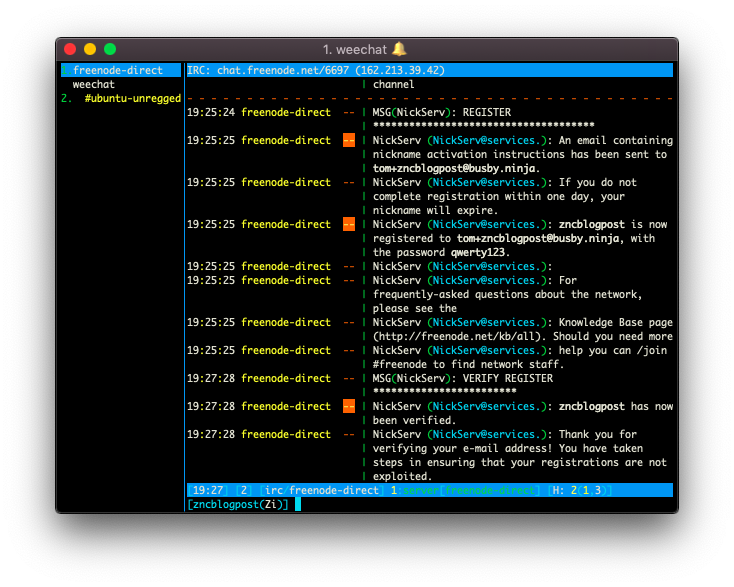 1. weechat 🔔
1. freenode-direct
weechat
2. #ubuntu-unregged
IRC: chat.freenode.net/6697 (162.213.39.42)
| channel
- - - - - - - - - - - - - - - - - - - - - - - - - - - - - - - - - - - - - - - -
19:25:24 freenode-direct -- | MSG(NickServ): REGISTER
| ***********************************
19:25:25 freenode-direct -- | NickServ (NickServ@services.): An email containing
| nickname activation instructions has been sent to
| tom+zncblogpost@busby.ninja.
19:25:25 freenode-direct -- | NickServ (NickServ@services.): If you do not
| complete registration within one day, your
| nickname will expire.
19:25:25 freenode-direct -- | NickServ (NickServ@services.): zncblogpost is now
| registered to tom+zncblogpost@busby.ninja, with
| the password qwerty123.
19:25:25 freenode-direct -- | NickServ (NickServ@services.):
19:25:25 freenode-direct -- | NickServ (NickServ@services.): For
| frequently-asked questions about the network,
| please see the
19:25:25 freenode-direct -- | NickServ (NickServ@services.): Knowledge Base page
| (http://freenode.net/kb/all). Should you need more
19:25:25 freenode-direct -- | NickServ (NickServ@services.): help you can /join
| #freenode to find network staff.
19:27:28 freenode-direct -- | MSG(NickServ): VERIFY REGISTER
| ***********************
19:27:28 freenode-direct -- | NickServ (NickServ@services.): zncblogpost has now
| been verified.
19:27:28 freenode-direct -- | NickServ (NickServ@services.): Thank you for
| verifying your e-mail address! You have taken
| steps in ensuring that your registrations are not
| exploited.
[19:27] [2] [irc/freenode-direct] 1:server[freenode-direct] [H: 2(1,3)]
[zncblogpost(Zi)]